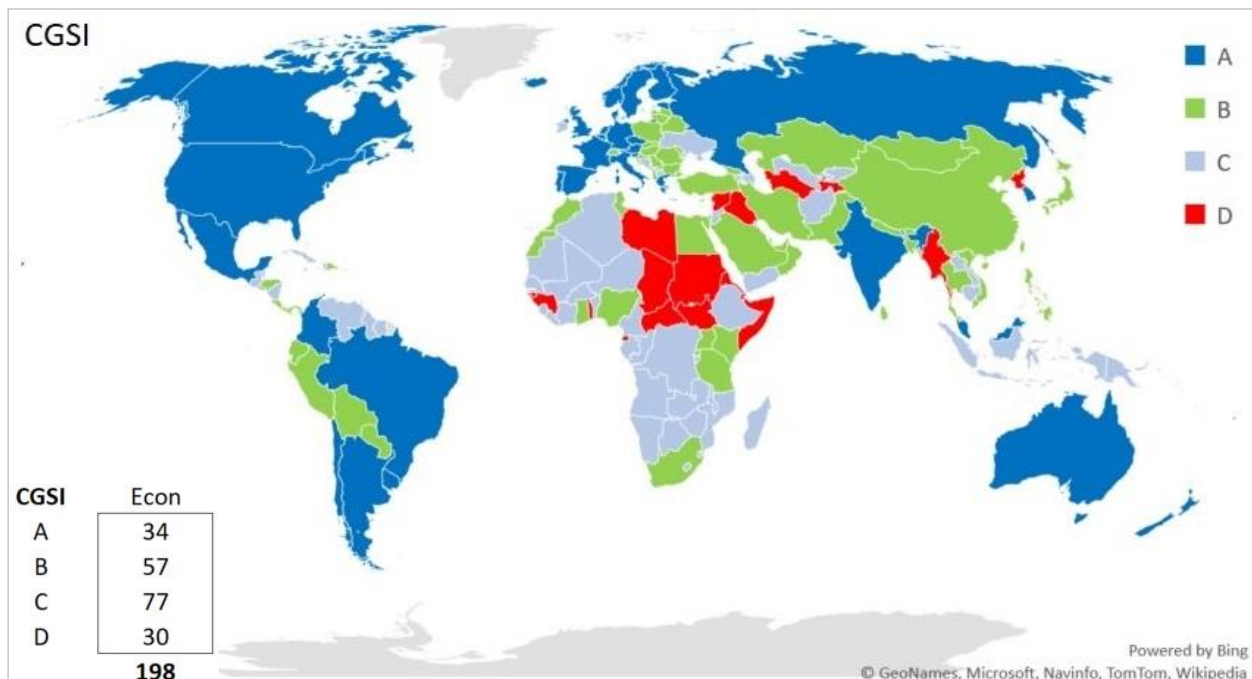 CGSI
A
B
C
D
CGSI Econ
A 34
B 57
C 77
D 30
198
Powered by Bing
© GeoNames, Microsoft, Navinfo, TomTom, Wikipedia